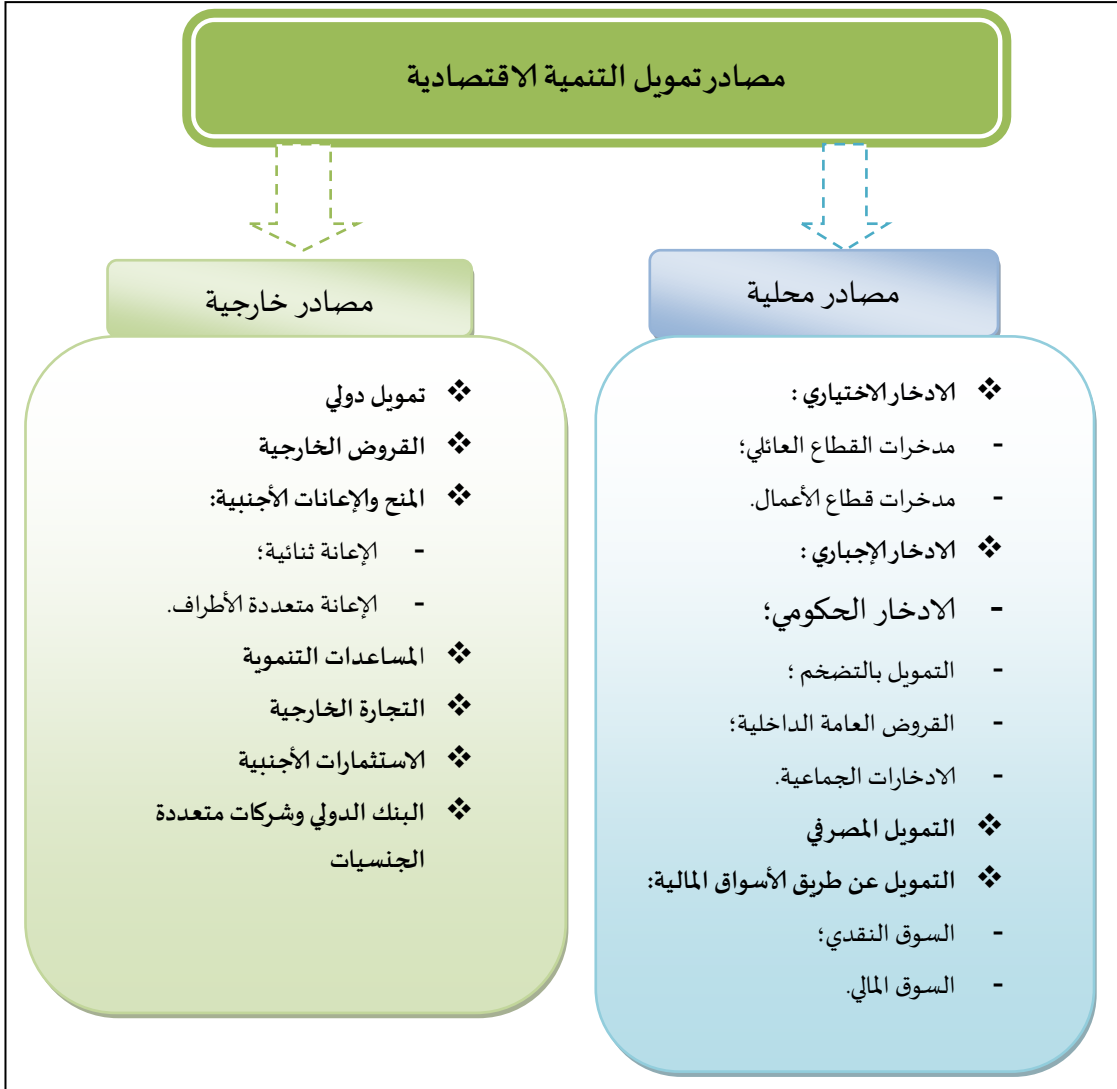 مصادر تمويل التنمية الاقتصادية
مصادر محلية
❖ الادخار الاختياري :
- مدخرات القطاع العائلي؛
- مدخرات قطاع الأعمال.
❖ الادخار الإجباري :
- الادخار الحكومي؛
- التمويل بالتضخم ؛
- القروض العامة الداخلية؛
- الادخارات الجماعية.
❖ التمويل المصرفي
❖ التمويل عن طريق الأسواق المالية:
- السوق النقدي؛
- السوق المالي.
مصادر خارجية
❖ تمويل دولي
❖ القروض الخارجية
❖ المنح والإعانات الأجنبية:
- الإعانة ثنائية؛
- الإعانة متعددة الأطراف.
❖ المساعدات التنموية
❖ التجارة الخارجية
❖ الاستثمارات الأجنبية
❖ البنك الدولي وشركات متعددة
الجنسيات